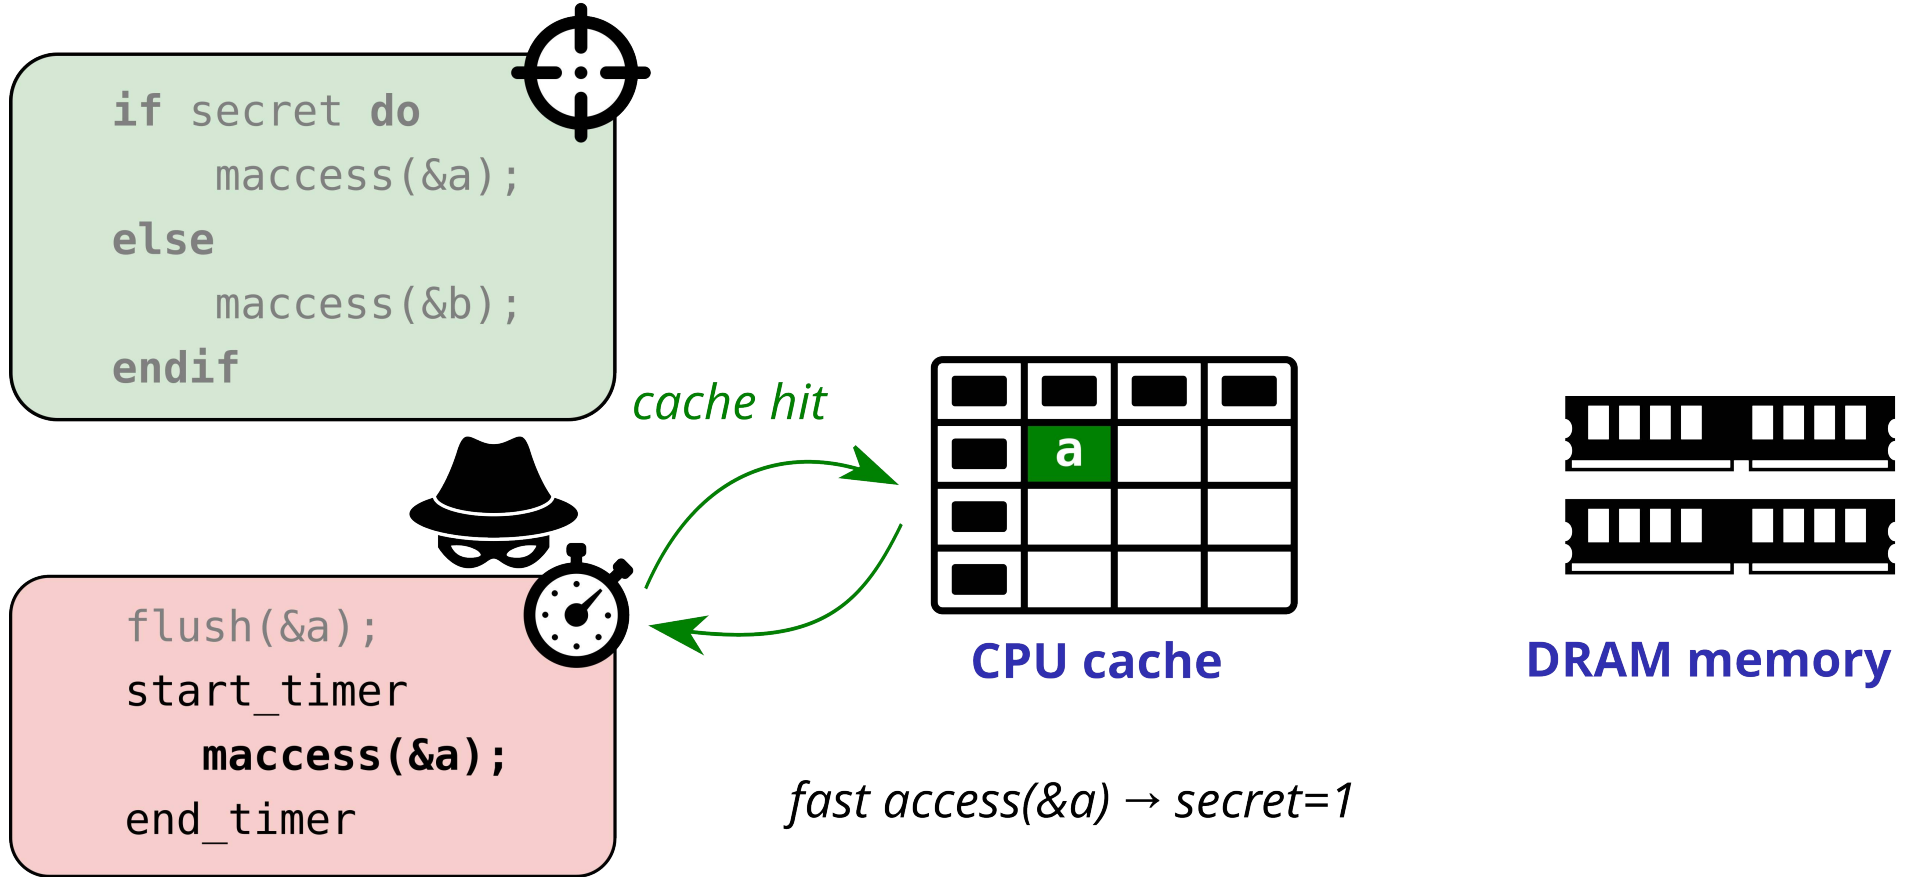 if secret do
maccess(&a);
else
maccess(&b);
endif
cache hit
a
CPU cache
DRAM memory
flush(&a);
start_timer
maccess(&a);
end_timer
fast access(&a) → secret=1